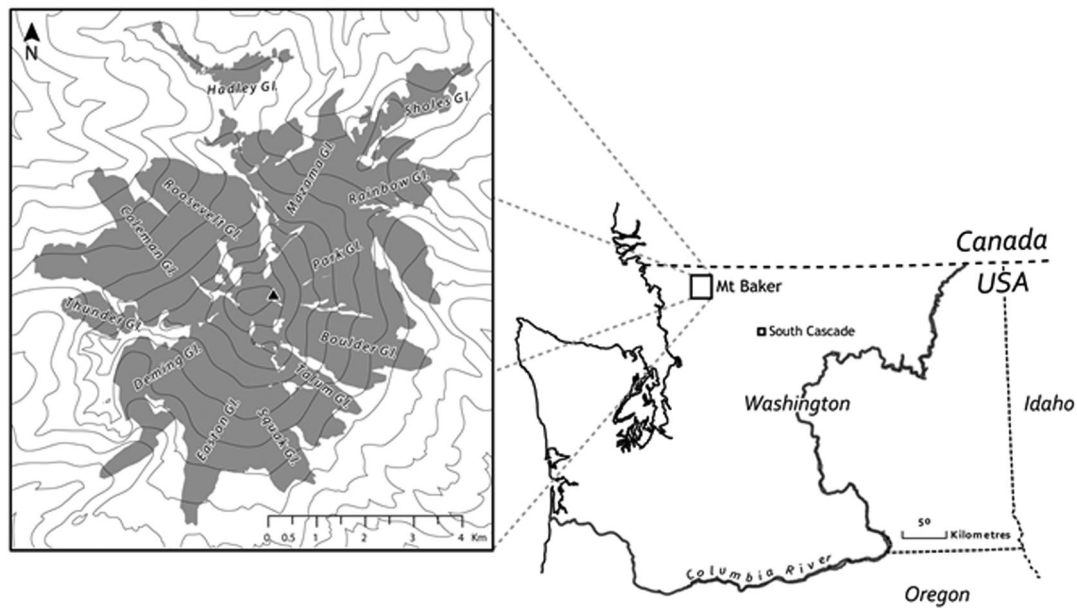 N
Hadley Gl.
Sholes Gl.
Mazama Gl.
Rainbow Gl.
Roosevelt Gl.
Coleman Gl.
Park Gl.
Thunder Gl.
Boulder Gl.
Deming Gl.
Talum Gl.
Easton Gl.
Squak Gl.
0 0.5 1 2 3 4 Km
Canada
USA
Mt Baker
South Cascade
Washington
Idaho
5⁰
Kilometres
Columbia River
Oregon